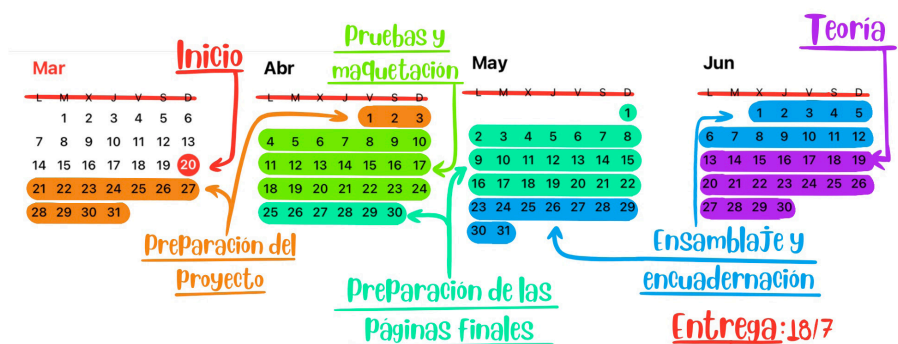 Inicio
Pruebas y
maquetación
Teoría
Mar
L M X J V S D
1 2 3 4 5 6
7 8 9 10 11 12 13
14 15 16 17 18 19 20
21 22 23 24 25 26 27
28 29 30 31
Abr
L M X J V S D
1 2 3
4 5 6 7 8 9 10
11 12 13 14 15 16 17
18 19 20 21 22 23 24
25 26 27 28 29 30
May
L M X J V S D
1
2 3 4 5 6 7 8
9 10 11 12 13 14 15
16 17 18 19 20 21 22
23 24 25 26 27 28 29
30 31
Jun
L M X J V S D
1 2 3 4 5
6 7 8 9 10 11 12
13 14 15 16 17 18 19
20 21 22 23 24 25 26
27 28 29 30
Preparación del
Proyecto
Preparación de las
Páginas finales
Ensamblaje y
encuadernación
Entrega:18/7